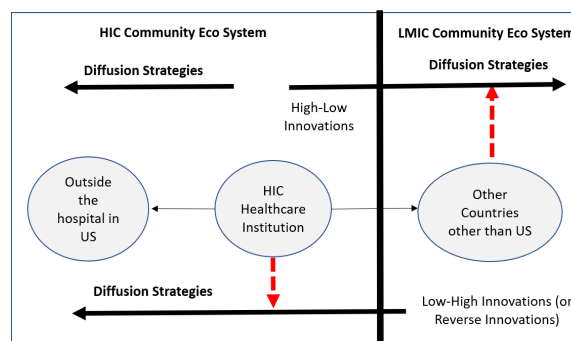 HIC Community Eco System
LMIC Community Eco System
Diffusion Strategies
Diffusion Strategies
High-Low
Innovations
Outside
the
hospital in
US
HIC
Healthcare
Institution
Other
Countries
other than US
Diffusion Strategies
Low-High Innovations (or
Reverse Innovations)